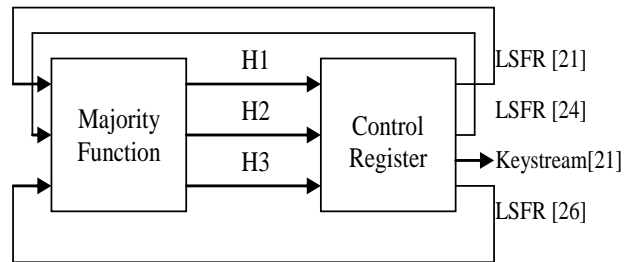 H1
LSFR [21]
Majority
Function
H2
Control
Register
LSFR [24]
H3
Keystream[21]
LSFR [26]